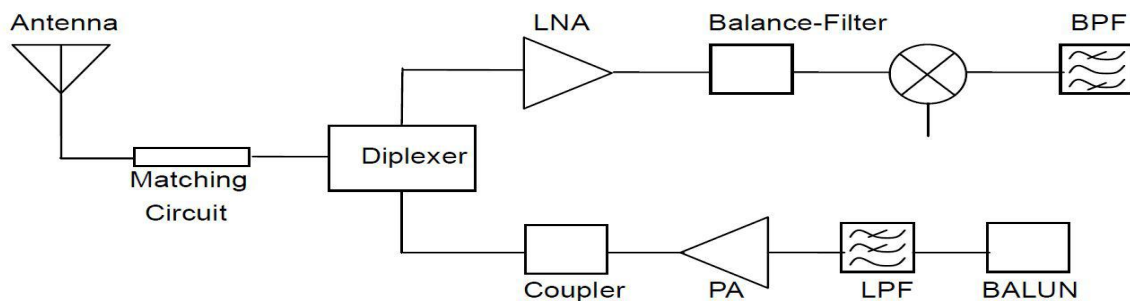 Antenna
LNA
Balance-Filter
BPF
Diplexer
Matching
Circuit
Coupler
PA
LPF
BALUN